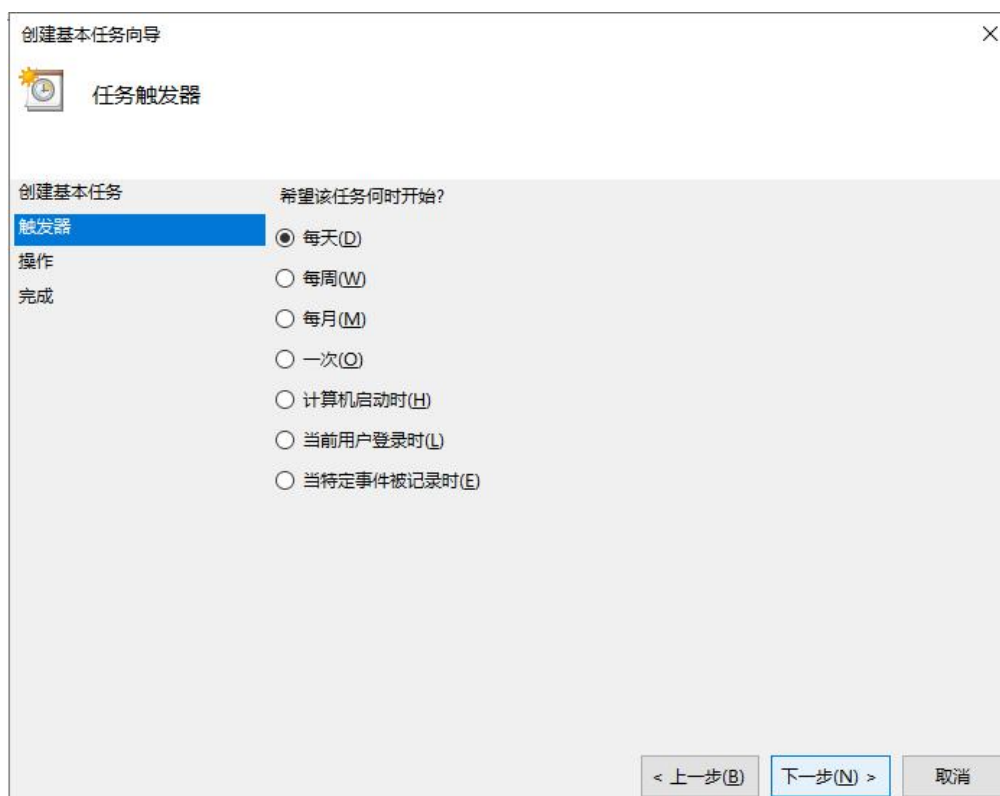 创建基本任务向导
任务触发器
创建基本任务
触发器
操作
完成
希望该任务何时开始?
每天(D)
每周(W)
每月(M)
一次(O)
计算机启动时(H)
当前用户登录时(L)
当特定事件被记录时(E)
< 上一步(B)
下一步(N) >
取消